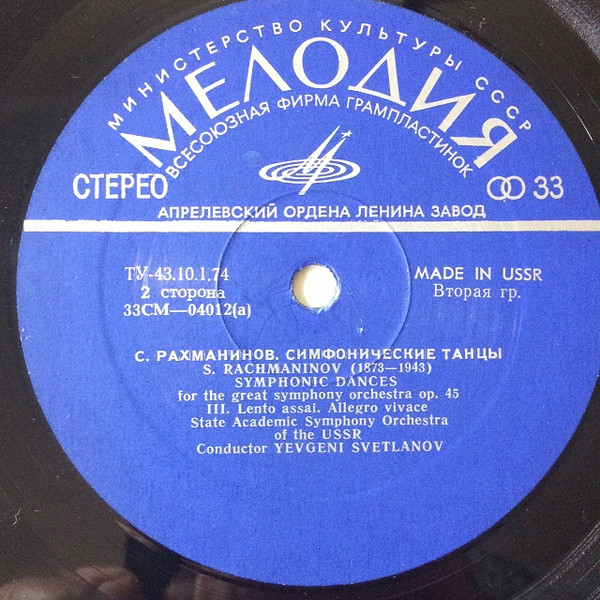 МИНИСТЕРСТВО КУЛЬТУРЫ СССР
МЕЛОДИЯ
ВСЕСОЮЗНАЯ ФИРМА ГРАМПЛАСТИНОК
СТЕРЕО
33
АПРЕЛЕВСКИЙ ОРДЕНА ЛЕНИНА ЗАВОД
ТУ-43.10.1.74
MADE IN USSR
2 сторона
Вторая гр.
33СМ—04012(а)
С. РАХМАНИНОВ. СИМФОНИЧЕСКИЕ ТАНЦЫ
S. RACHMANINOV (1873—1943)
SYMPHONIC DANCES
for the great symphony orchestra op. 45
III. Lento assai. Allegro vivace
State Academic Symphony Orchestra
of the USSR
Conductor YEVGENI SVETLANOV